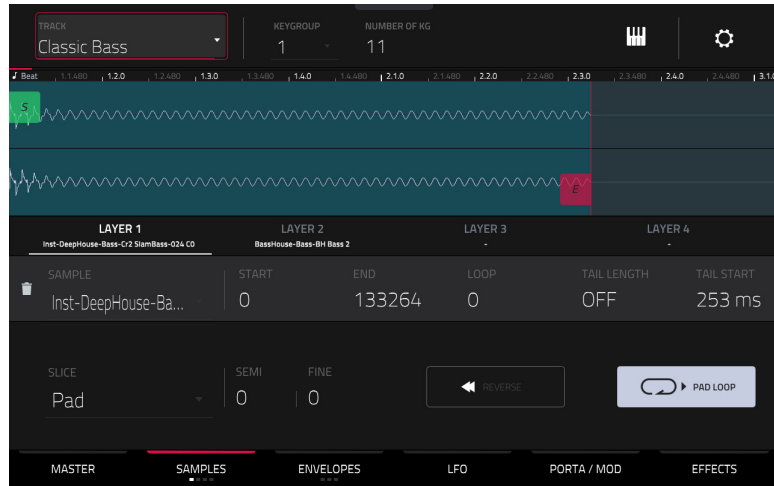 TRACK KEYGROUP NUMBER OF KG
Classic Bass 1 11
Beat 1.1.480 1.2.0 1.2.480 1.3.0 1.3.480 1.4.0 1.4.480 2.1.0 2.1.480 2.2.0 2.2.480 2.3.0 2.3.480 2.4.0 2.4.480 3.1.0
S
E
LAYER 1 LAYER 2 LAYER 3 LAYER 4
Inst-DeepHouse-Bass-Cr2 SlamBass-024 C0 BassHouse-Bass-BH Bass 2 - -
SAMPLE START END LOOP TAIL LENGTH TAIL START
Inst-DeepHouse-Ba... 0 133264 0 OFF 253 ms
SLICE SEMI FINE
Pad 0 0 REVERSE PAD LOOP
MASTER SAMPLES ENVELOPES LFO PORTA / MOD EFFECTS